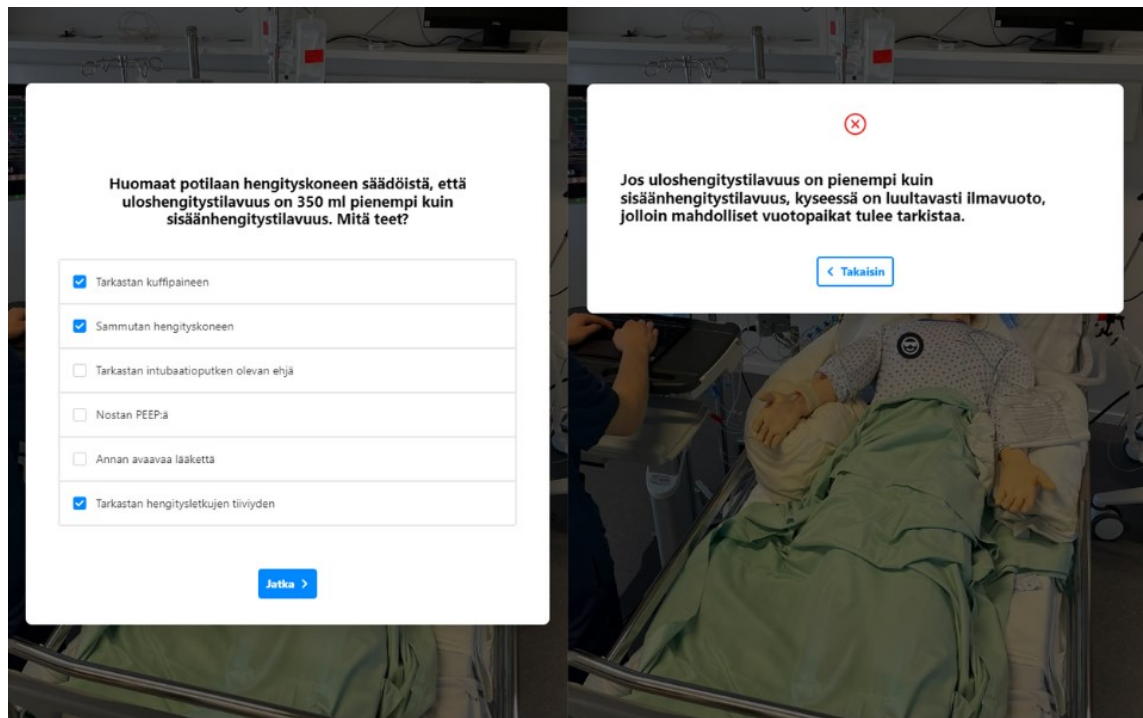 Huomaat potilaan hengityskoneen säädöistä, että
uloshengitystilavuus on 350 ml pienempi kuin
sisäänhengitystilavuus. Mitä teet?
Tarkastan kuffipaineen
Sammutan hengityskoneen
Tarkastan intubaatioputken olevan ehjä
Nostan PEEP:ä
Annan avaavaa lääkettä
Tarkastan hengitysletkujen tiiviyden
Jatka
Jos uloshengitystilavuus on pienempi kuin
sisäänhengitystilavuus, kyseessä on luultavasti ilmavuoto,
jolloin mahdolliset vuotopaikat tulee tarkistaa.
Takaisin